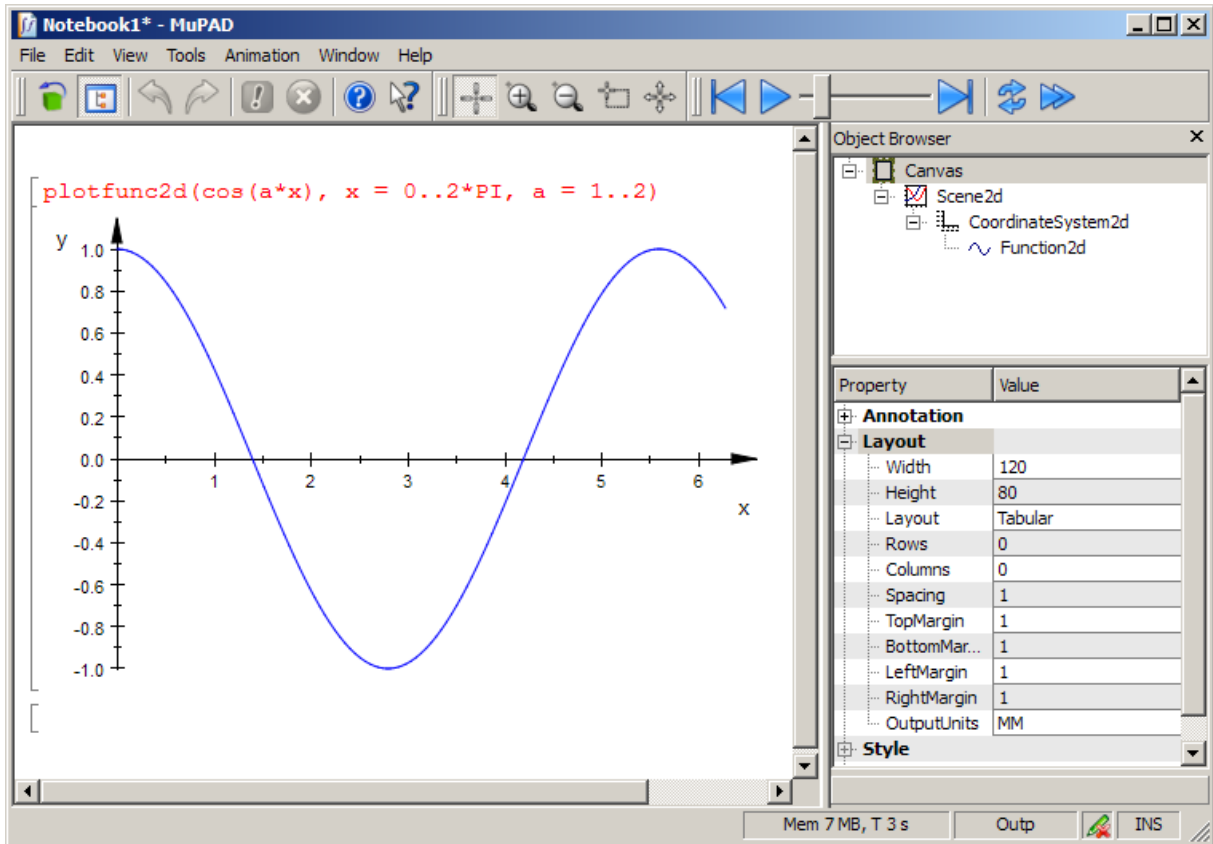 Notebook1* - MuPAD
File Edit View Tools Animation Window Help
plotfunc2d(cos(a*x), x = 0..2*PI, a = 1..2)
y
1.0
0.8
0.6
0.4
0.2
0.0
-0.2
-0.4
-0.6
-0.8
-1.0
1 2 3 4 5 6
x
Object Browser
Canvas
Scene2d
CoordinateSystem2d
Function2d
Property Value
Annotation
Layout
Width 120
Height 80
Layout Tabular
Rows 0
Columns 0
Spacing 1
TopMargin 1
BottomMar... 1
LeftMargin 1
RightMargin 1
OutputUnits MM
Style
Mem 7 MB, T 3 s Outp INS